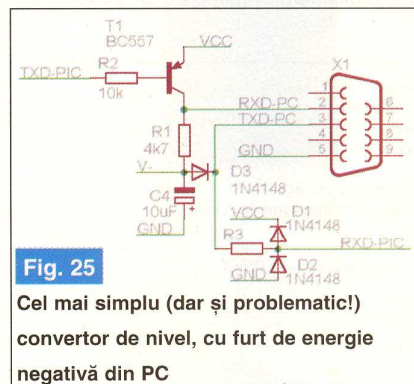 T1
BC557
VCC
X1
TXD-PIC
R2
10k
RXD-PC
TXD-PC
1
2
3
4
5
6
7
8
9
R1
4k7
GND
V-
D3
1N4148
C4
10uF
+
GND
VCC
D1
1N4148
R3
RXD-PIC
GND
D2
1N4148
Fig. 25
Cel mai simplu (dar și problematic!)
convertor de nivel, cu furt de energie
negativă din PC